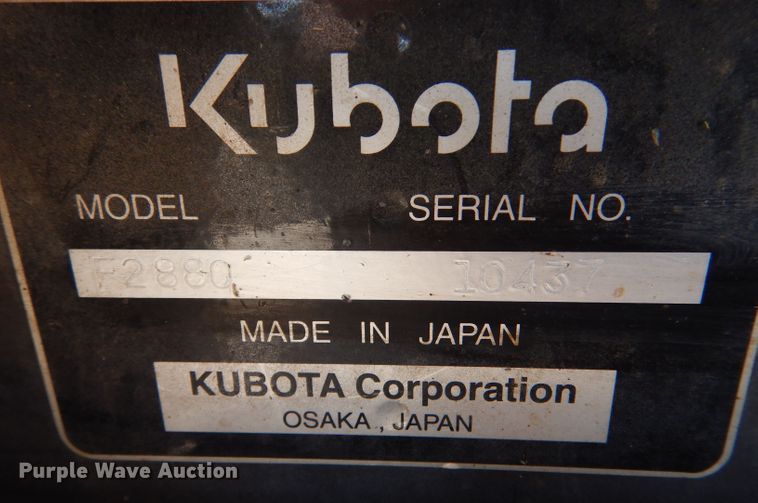 Kubota
MODEL SERIAL NO.
F2880 10437
MADE IN JAPAN
KUBOTA Corporation
OSAKA , JAPAN
Purple Wave Auction